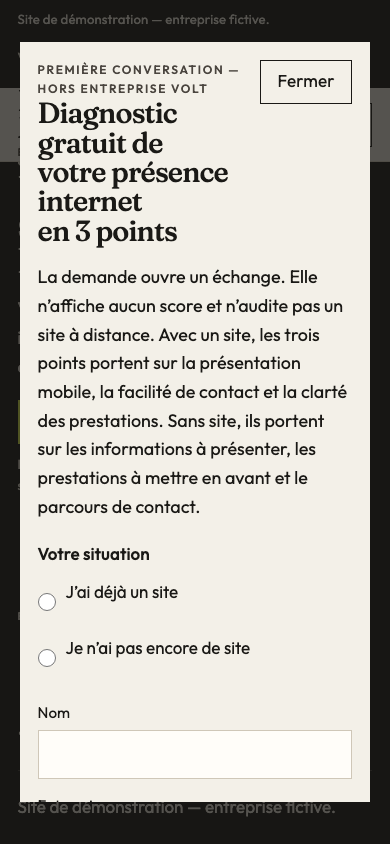 Site de démonstration — entreprise fictive.
PREMIÈRE CONVERSATION —
HORS ENTREPRISE VOLT
Fermer
Diagnostic
gratuit de
votre présence
internet
en 3 points
La demande ouvre un échange. Elle
n’affiche aucun score et n’audite pas un
site à distance. Avec un site, les trois
points portent sur la présentation
mobile, la facilité de contact et la clarté
des prestations. Sans site, ils portent
sur les informations à présenter, les
prestations à mettre en avant et le
parcours de contact.
Votre situation
J’ai déjà un site
Je n’ai pas encore de site
Nom
Site de démonstration — entreprise fictive.